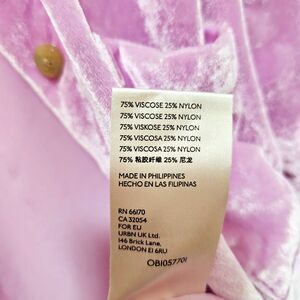 75% VISCOSE 25% NYLON
75% VISCOSE 25% NYLON
75% VISKOSE 25% NYLON
75% VISCOSA 25% NYLON
75% VISCOSA 25% NYLON
75% 粘胶纤维 25% 尼龙
MADE IN PHILIPPINES
HECHO EN LAS FILIPINAS
RN 66170
CA 32054
FOR EU
URBN UK Ltd.
146 Brick Lane,
LONDON E1 6RU
OB1057701